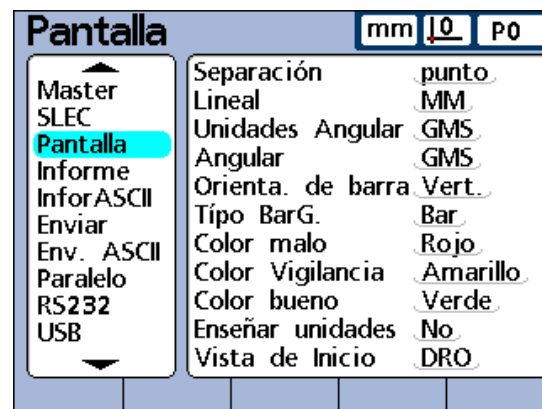 Pantalla
mm 0 P0
Master
SLEC
Pantalla
Informe
InforASCII
Enviar
Env. ASCII
Paralelo
RS232
USB
Separación punto
Lineal MM
Unidades Angular GMS
Angular GMS
Orienta. de barra Vert.
Típo BarG. Bar
Color malo Rojo
Color Vigilancia Amarillo
Color bueno Verde
Enseñar unidades No
Vista de Inicio DRO